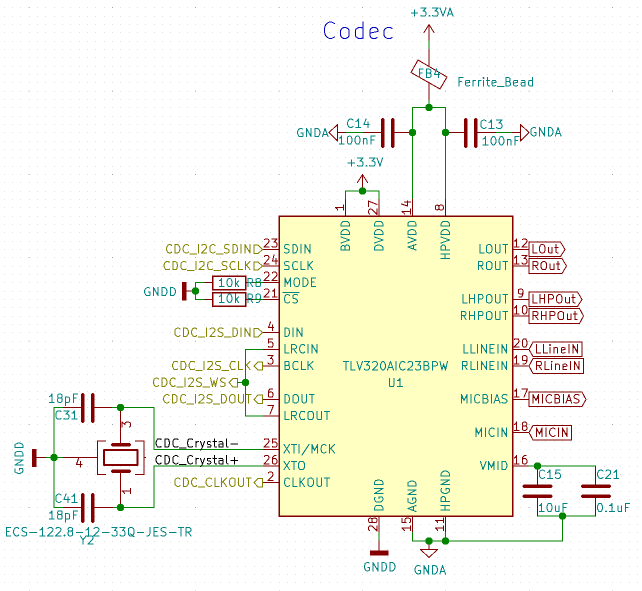 Codec
+3.3VA
FB4
Ferrite_Bead
GNDA
C14
100nF
C13
100nF
GNDA
+3.3V
1
27
14
8
BVDD
DVDD
AVDD
HPVDD
CDC_I2C_SDIN 23 SDIN
CDC_I2C_SCLK 24 SCLK
GNDD 10k R8 22 MODE
10k R9 21 CS
CDC_I2S_DIN 4 DIN
5 LRCIN
CDC_I2S_CLK 3 BCLK
CDC_I2S_WS
CDC_I2S_DOUT 6 DOUT
7 LRCOUT
CDC_Crystal- 25 XTI/MCK
CDC_Crystal+ 26 XTO
CDC_CLKOUT 2 CLKOUT
TLV320AIC23BPW
U1
LOUT 12 LOut
ROUT 13 ROut
LHPOUT 9 LHPOut
RHPOUT 10 RHPOut
LLINEIN 20 LLineIN
RLINEIN 19 RLineIN
MICBIAS 17 MICBIAS
MICIN 18 MICIN
VMID 16
C15
10uF
C21
0.1uF
18pF
C31
3
GNDD
4
1
C41
18pF
ECS-122.8-12-33Q-JES-TR
Y2
DGND
AGND
HPGND
28
15
11
GNDD
GNDA